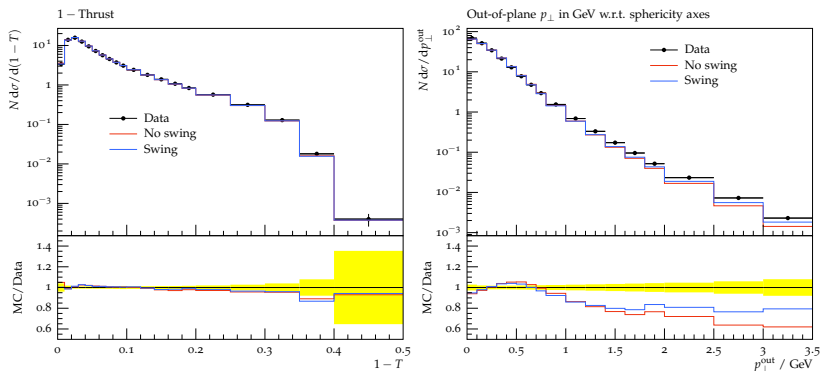 1 − Thrust
N dσ/d(1 − T)
10^1
1
10^−1
10^−2
10^−3
Data
No swing
Swing
MC/Data
1.4
1.2
1
0.8
0.6
0 0.1 0.2 0.3 0.4 0.5
1 − T
Out-of-plane p⊥ in GeV w.r.t. sphericity axes
N dσ/dp⊥^out
10^2
10^1
1
10^−1
10^−2
10^−3
Data
No swing
Swing
MC/Data
1.4
1.2
1
0.8
0.6
0 0.5 1 1.5 2 2.5 3 3.5
p⊥^out / GeV